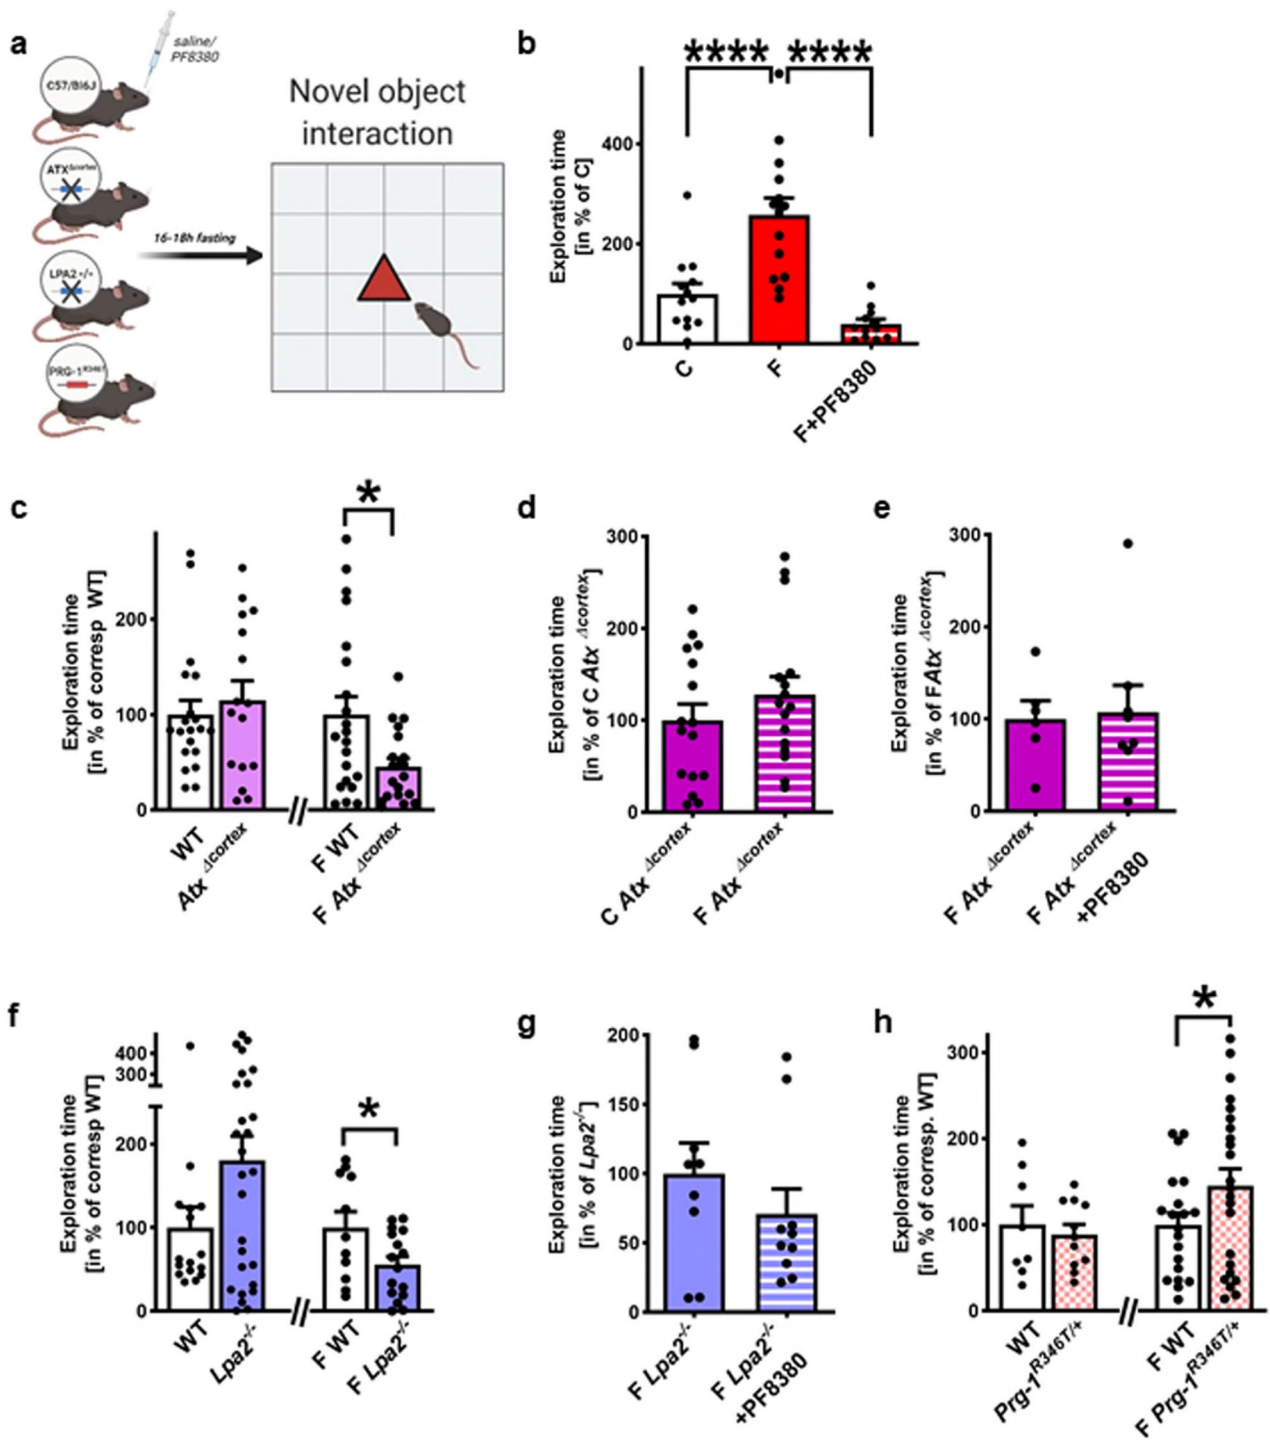 a
saline/
PF8380
C57/Bl6J
ATXΔcortex
LPA2 -/-
PRG-1R346T
16-18h fasting
Novel object
interaction
b
**** ****
Exploration time
[in % of C]
400
200
0
C
F
F+PF8380
c
*
Exploration time
[in % of corresp WT]
200
100
0
WT
Atx Δcortex
F WT
F Atx Δcortex
d
Exploration time
[in % of C Atx Δcortex]
300
200
100
0
C Atx Δcortex
F Atx Δcortex
e
Exploration time
[in % of F Atx Δcortex]
300
200
100
0
F Atx Δcortex
F Atx Δcortex
+PF8380
f
*
Exploration time
[in % of corresp WT]
400
300
200
100
0
WT
Lpa2-/-
F WT
F Lpa2-/-
g
Exploration time
[in % of Lpa2-/-]
200
150
100
50
0
F Lpa2-/-
F Lpa2-/-
+PF8380
h
*
Exploration time
[in % of corresp. WT]
300
200
100
0
WT
Prg-1R346T/+
F WT
F Prg-1R346T/+